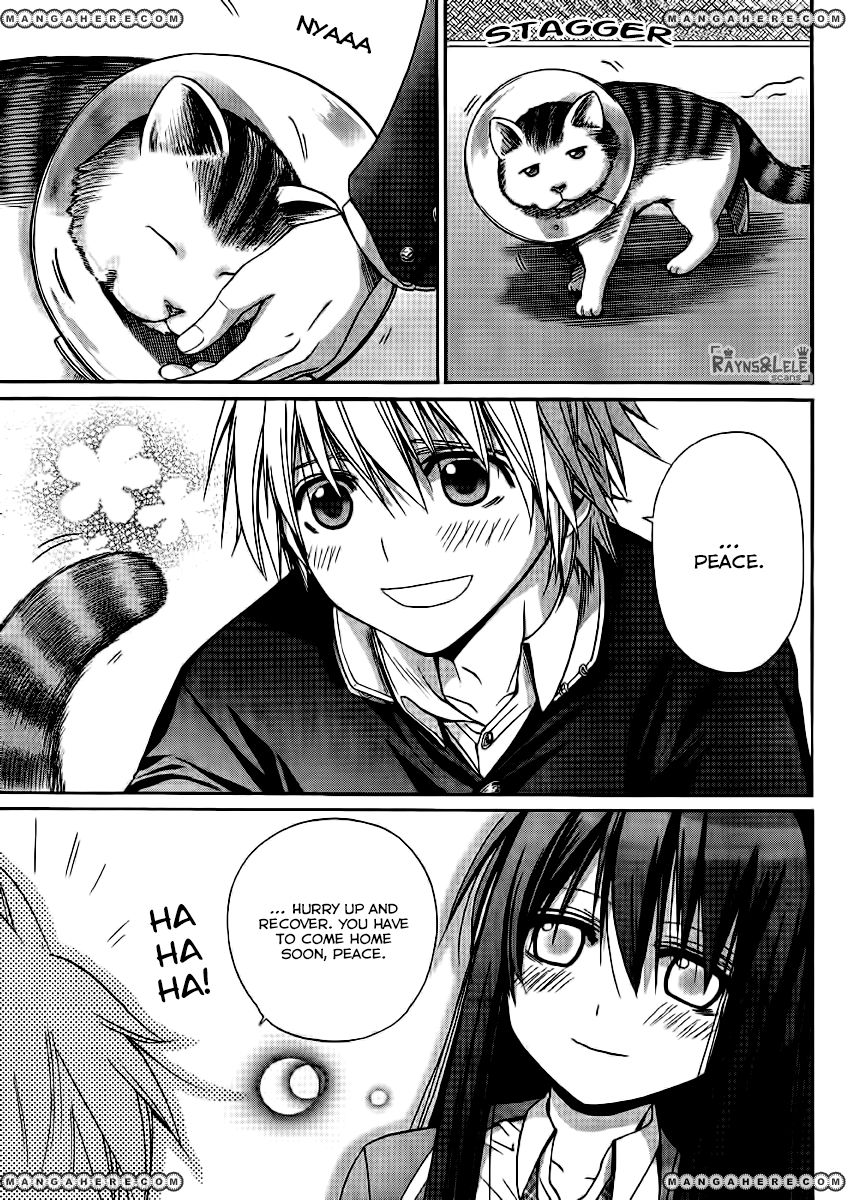 MANGAHERE.COM
MANGAHERE.COM
STAGGER
NYAAA
RAYNS&LELE
scans
...
PEACE.
... HURRY UP AND
RECOVER. YOU HAVE
TO COME HOME
SOON, PEACE.
HA
HA
HA!
MANGAHERE.COM
MANGAHERE.COM